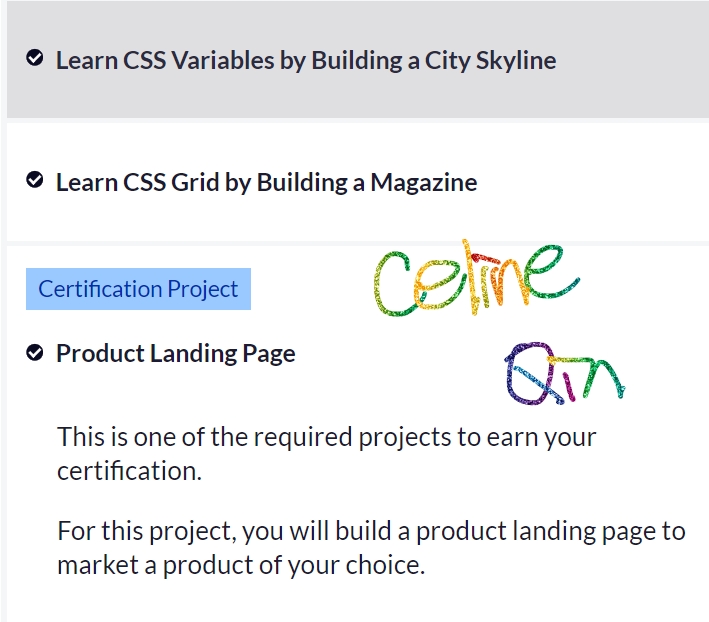 Learn CSS Variables by Building a City Skyline
Learn CSS Grid by Building a Magazine
Celine
Certification Project
Qin
Product Landing Page
This is one of the required projects to earn your
certification.
For this project, you will build a product landing page to
market a product of your choice.